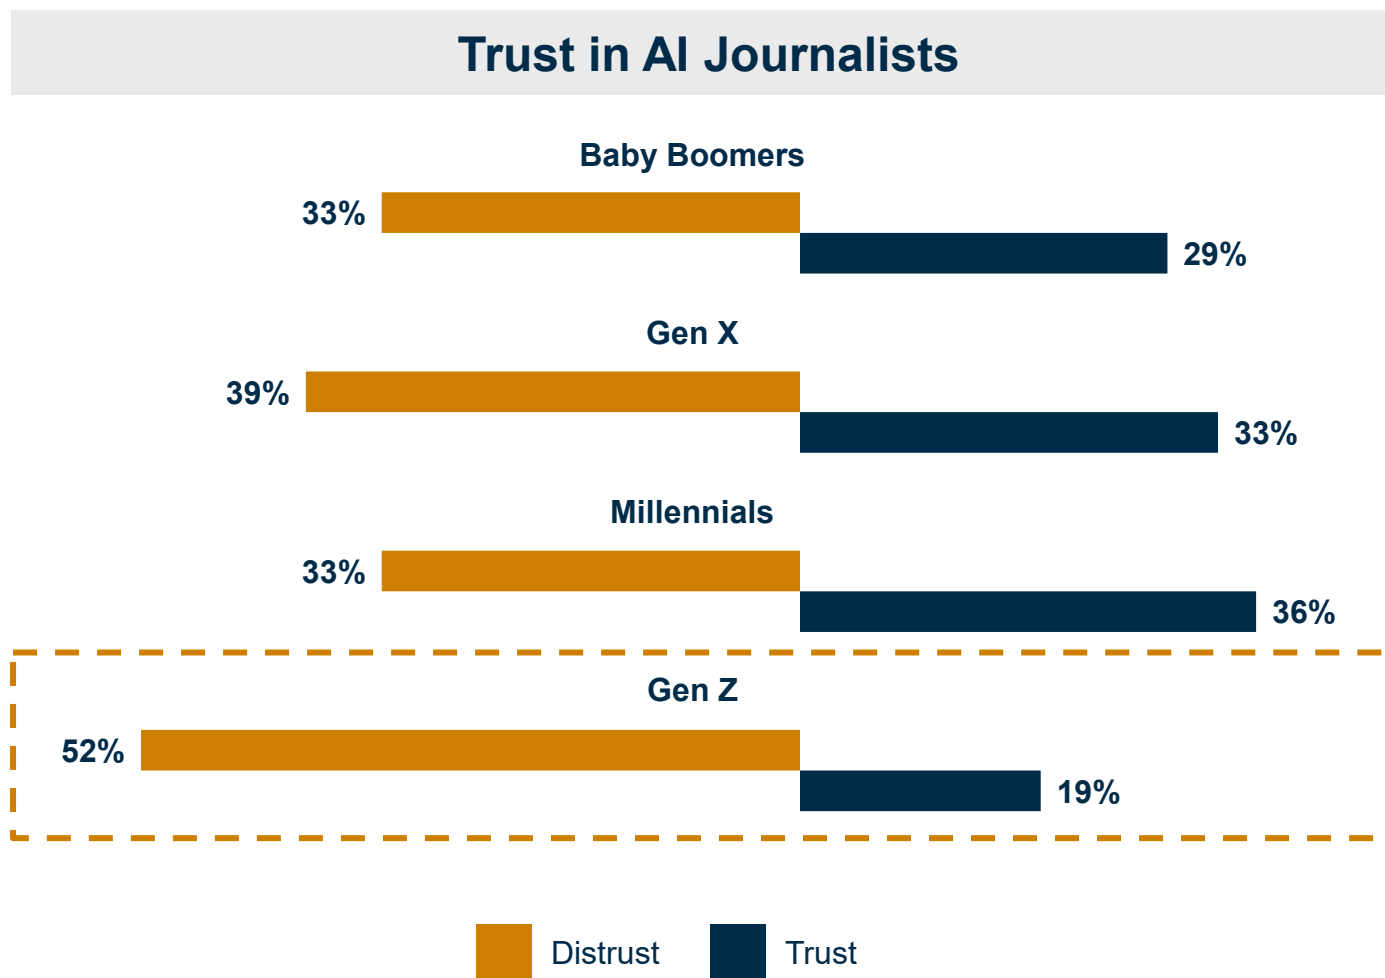 Trust in AI Journalists
Baby Boomers
33%
29%
Gen X
39%
33%
Millennials
33%
36%
Gen Z
52%
19%
Distrust Trust